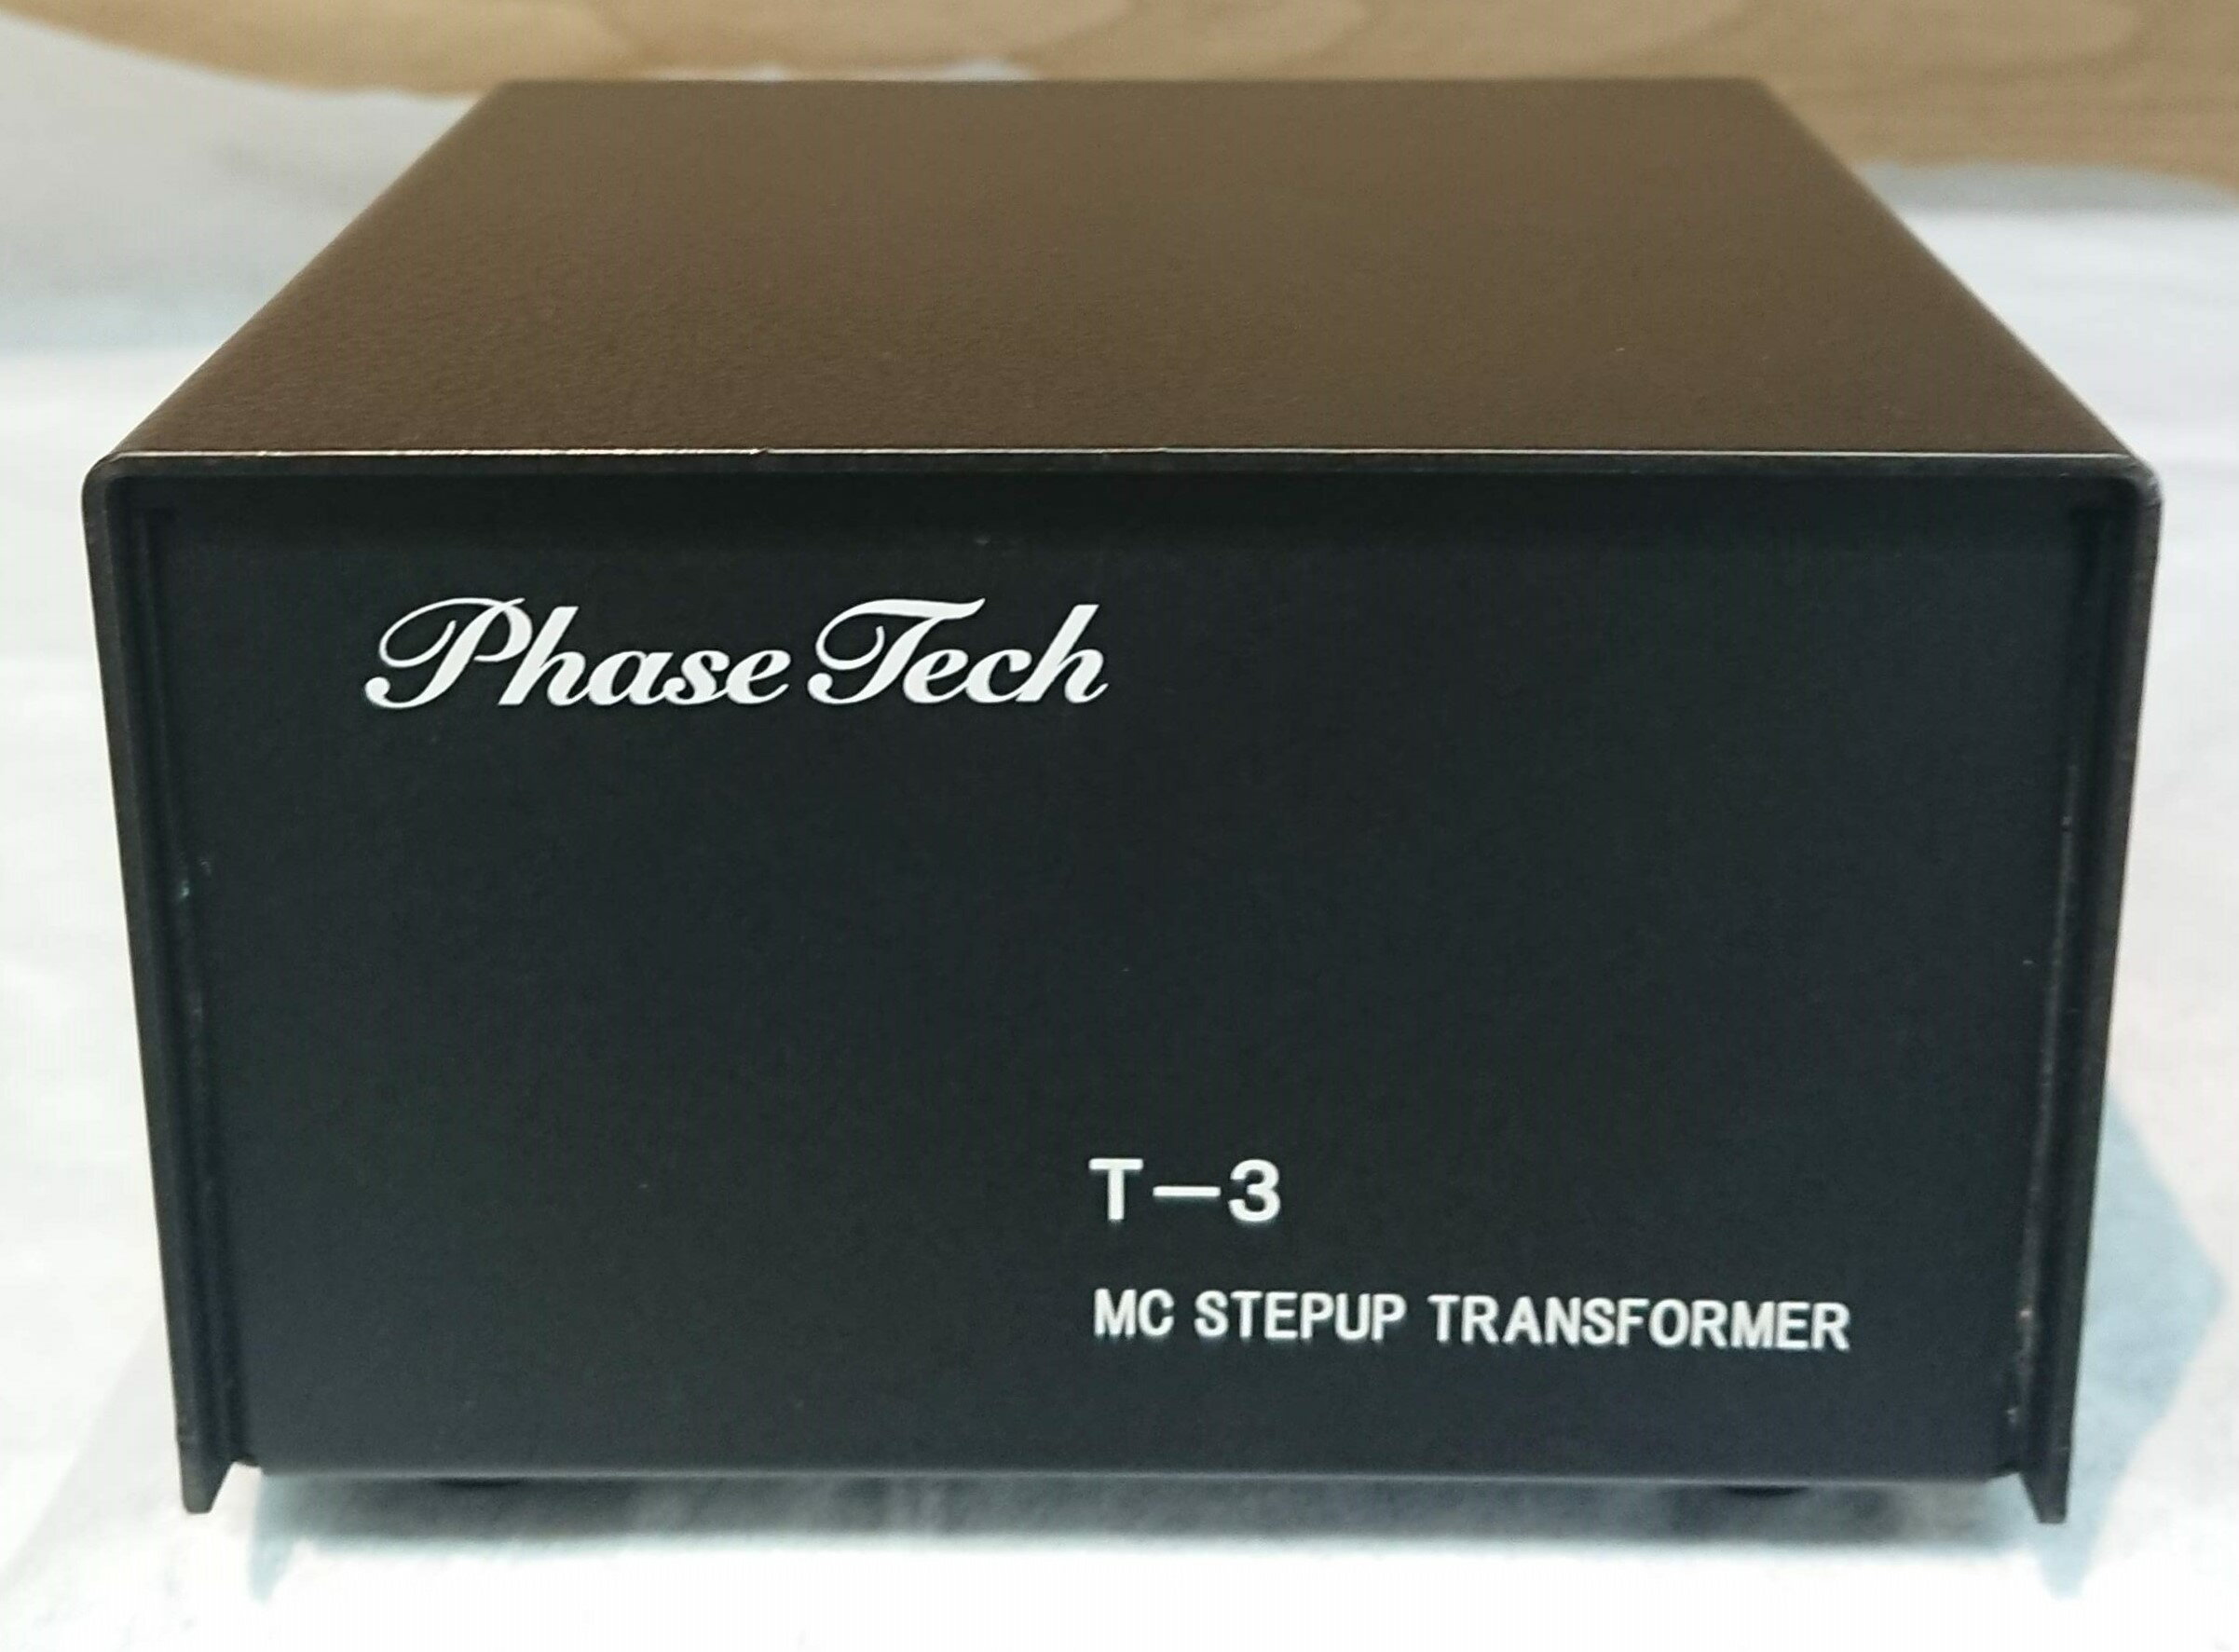 Phase Tech
T-3
MC STEPUP TRANSFORMER